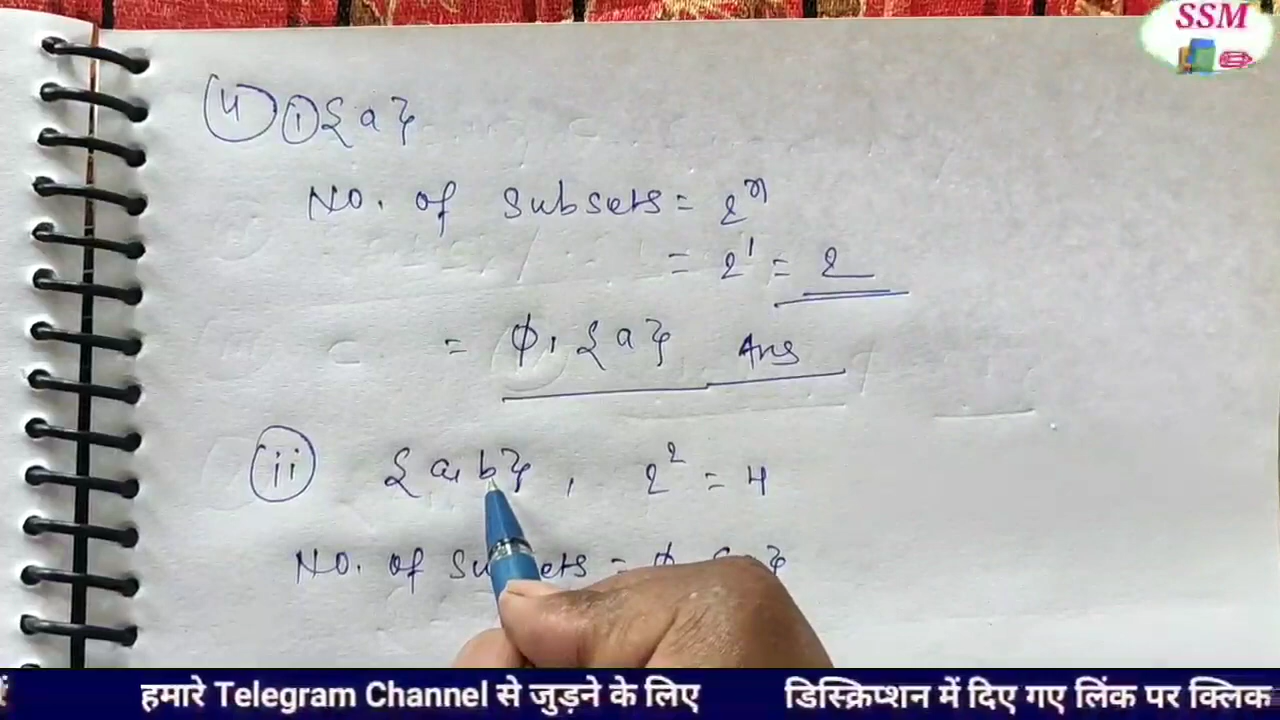 SSM
(4) (i) {a}
No. of subsets = 2ⁿ
= 2¹ = 2
= ϕ, {a} Ans
(ii) {a, b}, 2² = 4
No. of subsets = ϕ
हमारे Telegram Channel से जुड़ने के लिए डिस्क्रिप्शन में दिए गए लिंक पर क्लिक